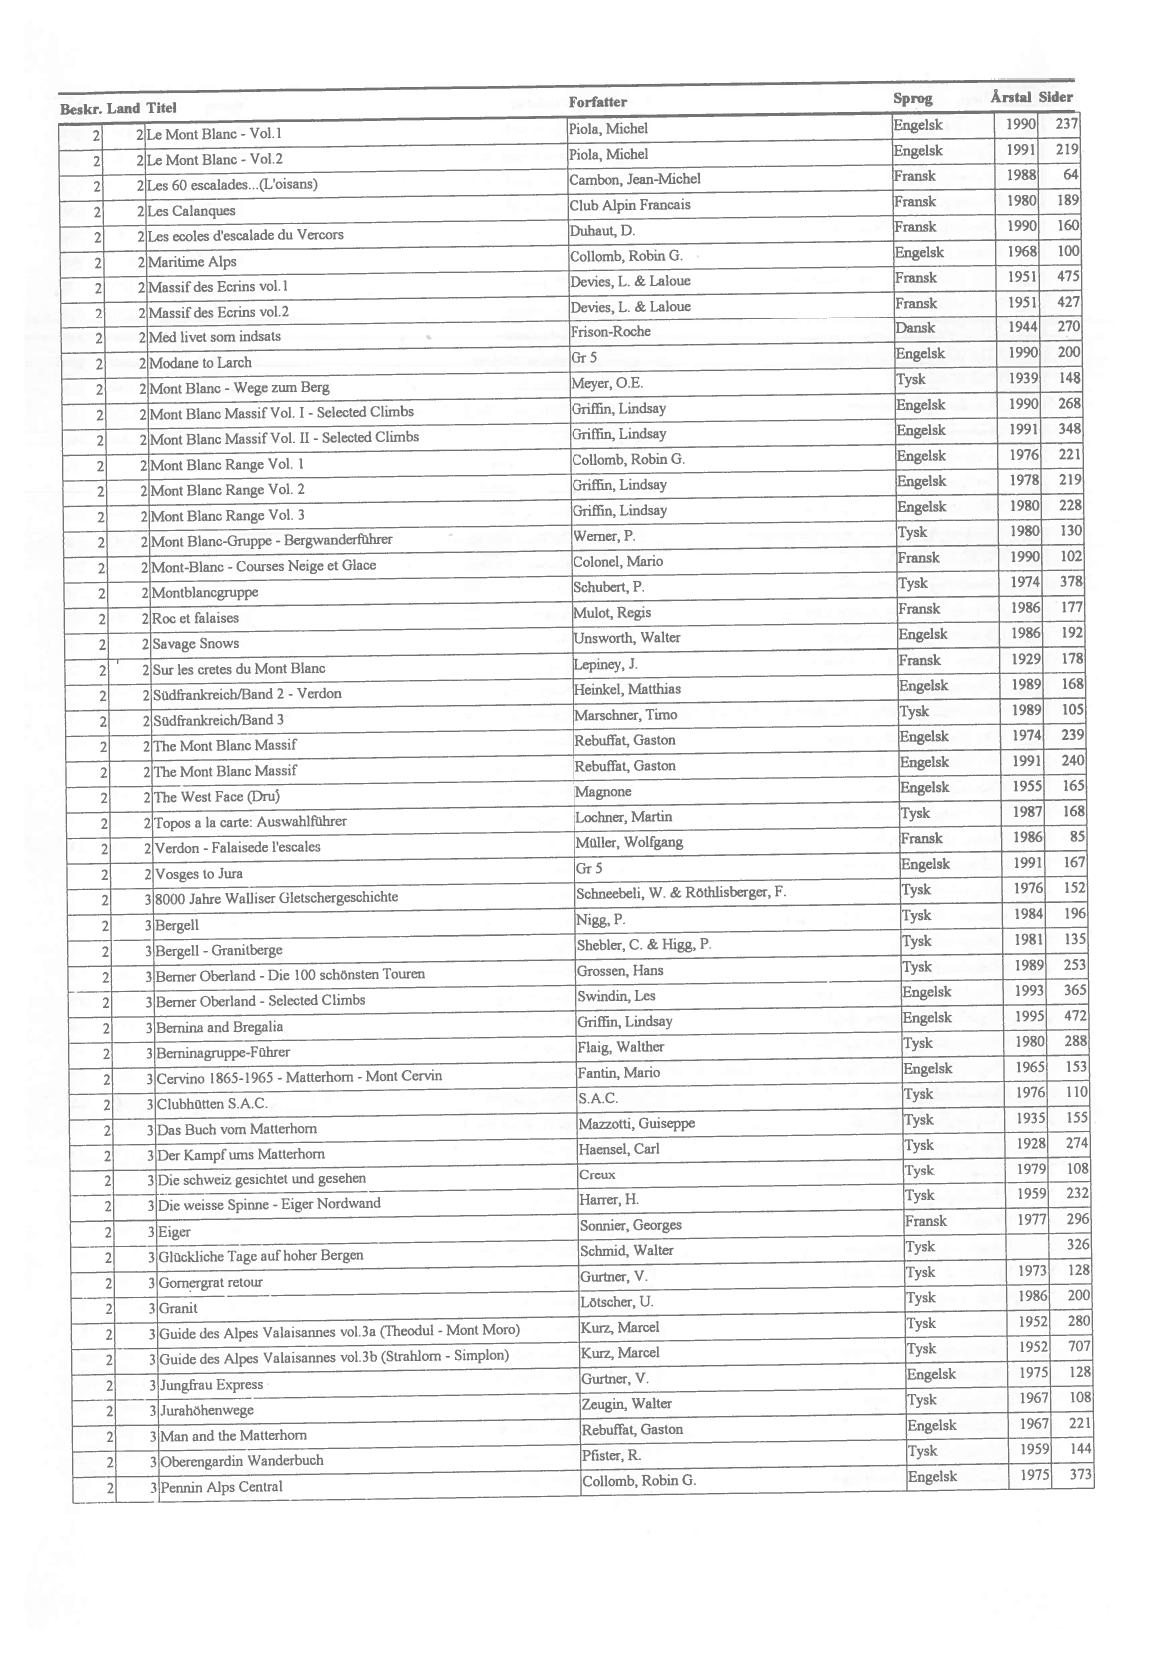 Beskr. Land Titel Forfatter Sprog Årstal Sider
2 2 Le Mont Blanc - Vol.1 Piola, Michel Engelsk 1990 237
2 2 Le Mont Blanc - Vol.2 Piola, Michel Engelsk 1991 219
2 2 Les 60 escalades...(L'oisans) Cambon, Jean-Michel Fransk 1988 64
2 2 Les Calanques Club Alpin Francais Fransk 1980 189
2 2 Les ecoles d'escalade du Vercors Duhaut, D. Fransk 1990 160
2 2 Maritime Alps Collomb, Robin G. Engelsk 1968 100
2 2 Massif des Ecrins vol.1 Devies, L. & Laloue Fransk 1951 475
2 2 Massif des Ecrins vol.2 Devies, L. & Laloue Fransk 1951 427
2 2 Med livet som indsats Frison-Roche Dansk 1944 270
2 2 Modane to Larch Gr 5 Engelsk 1990 200
2 2 Mont Blanc - Wege zum Berg Meyer, O.E. Tysk 1939 148
2 2 Mont Blanc Massif Vol. I - Selected Climbs Griffin, Lindsay Engelsk 1990 268
2 2 Mont Blanc Massif Vol. II - Selected Climbs Griffin, Lindsay Engelsk 1991 348
2 2 Mont Blanc Range Vol. 1 Collomb, Robin G. Engelsk 1976 221
2 2 Mont Blanc Range Vol. 2 Griffin, Lindsay Engelsk 1978 219
2 2 Mont Blanc Range Vol. 3 Griffin, Lindsay Engelsk 1980 228
2 2 Mont Blanc-Gruppe - Bergwanderführer Werner, P. Tysk 1980 130
2 2 Mont-Blanc - Courses Neige et Glace Colonel, Mario Fransk 1990 102
2 2 Montblancgruppe Schubert, P. Tysk 1974 378
2 2 Roc et falaises Mulot, Regis Fransk 1986 177
2 2 Savage Snows Unsworth, Walter Engelsk 1986 192
2 2 Sur les cretes du Mont Blanc Lepiney, J. Fransk 1929 178
2 2 Südfrankreich/Band 2 - Verdon Heinkel, Matthias Engelsk 1989 168
2 2 Südfrankreich/Band 3 Marschner, Timo Tysk 1989 105
2 2 The Mont Blanc Massif Rebuffat, Gaston Engelsk 1974 239
2 2 The Mont Blanc Massif Rebuffat, Gaston Engelsk 1991 240
2 2 The West Face (Dru) Magnone Engelsk 1955 165
2 2 Topos a la carte: Auswahlführer Lochner, Martin Tysk 1987 168
2 2 Verdon - Falaisede l'escales Müller, Wolfgang Fransk 1986 85
2 2 Vosges to Jura Gr 5 Engelsk 1991 167
2 3 8000 Jahre Walliser Gletschergeschichte Schneebeli, W. & Röthlisberger, F. Tysk 1976 152
2 3 Bergell Nigg, P. Tysk 1984 196
2 3 Bergell - Granitberge Shebler, C. & Higg, P. Tysk 1981 135
2 3 Berner Oberland - Die 100 schönsten Touren Grossen, Hans Tysk 1989 253
2 3 Berner Oberland - Selected Climbs Swindin, Les Engelsk 1993 365
2 3 Bernina and Bregalia Griffin, Lindsay Engelsk 1995 472
2 3 Berninagruppe-Führer Flaig, Walther Tysk 1980 288
2 3 Cervino 1865-1965 - Matterhorn - Mont Cervin Fantin, Mario Engelsk 1965 153
2 3 Clubhütten S.A.C. S.A.C. Tysk 1976 110
2 3 Das Buch vom Matterhorn Mazzotti, Guiseppe Tysk 1935 155
2 3 Der Kampf ums Matterhorn Haensel, Carl Tysk 1928 274
2 3 Die schweiz gesichtet und gesehen Creux Tysk 1979 108
2 3 Die weisse Spinne - Eiger Nordwand Harrer, H. Tysk 1959 232
2 3 Eiger Sonnier, Georges Fransk 1977 296
2 3 Glückliche Tage auf hoher Bergen Schmid, Walter Tysk 326
2 3 Gornergrat retour Gurtner, V. Tysk 1973 128
2 3 Granit Lötscher, U. Tysk 1986 200
2 3 Guide des Alpes Valaisannes vol.3a (Theodul - Mont Moro) Kurz, Marcel Tysk 1952 280
2 3 Guide des Alpes Valaisannes vol.3b (Strahlorn - Simplon) Kurz, Marcel Tysk 1952 707
2 3 Jungfrau Express Gurtner, V. Engelsk 1975 128
2 3 Jurahöhenwege Zeugin, Walter Tysk 1967 108
2 3 Man and the Matterhorn Rebuffat, Gaston Engelsk 1967 221
2 3 Oberengardin Wanderbuch Pfister, R. Tysk 1959 144
2 3 Pennin Alps Central Collomb, Robin G. Engelsk 1975 373